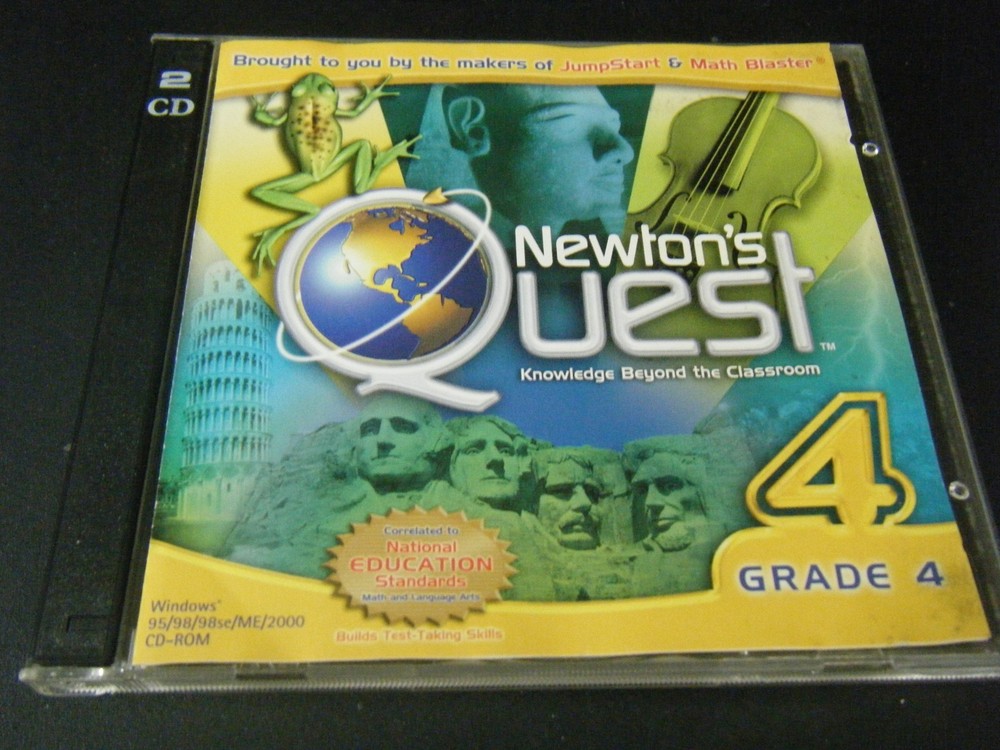 2
CD
Brought to you by the makers of JumpStart & Math Blaster®
Newton's
Quest™
Knowledge Beyond the Classroom
4
GRADE 4
Correlated to
National
EDUCATION
Standards
Math and Language Arts
Builds Test-Taking Skills
Windows®
95/98/98se/ME/2000
CD-ROM